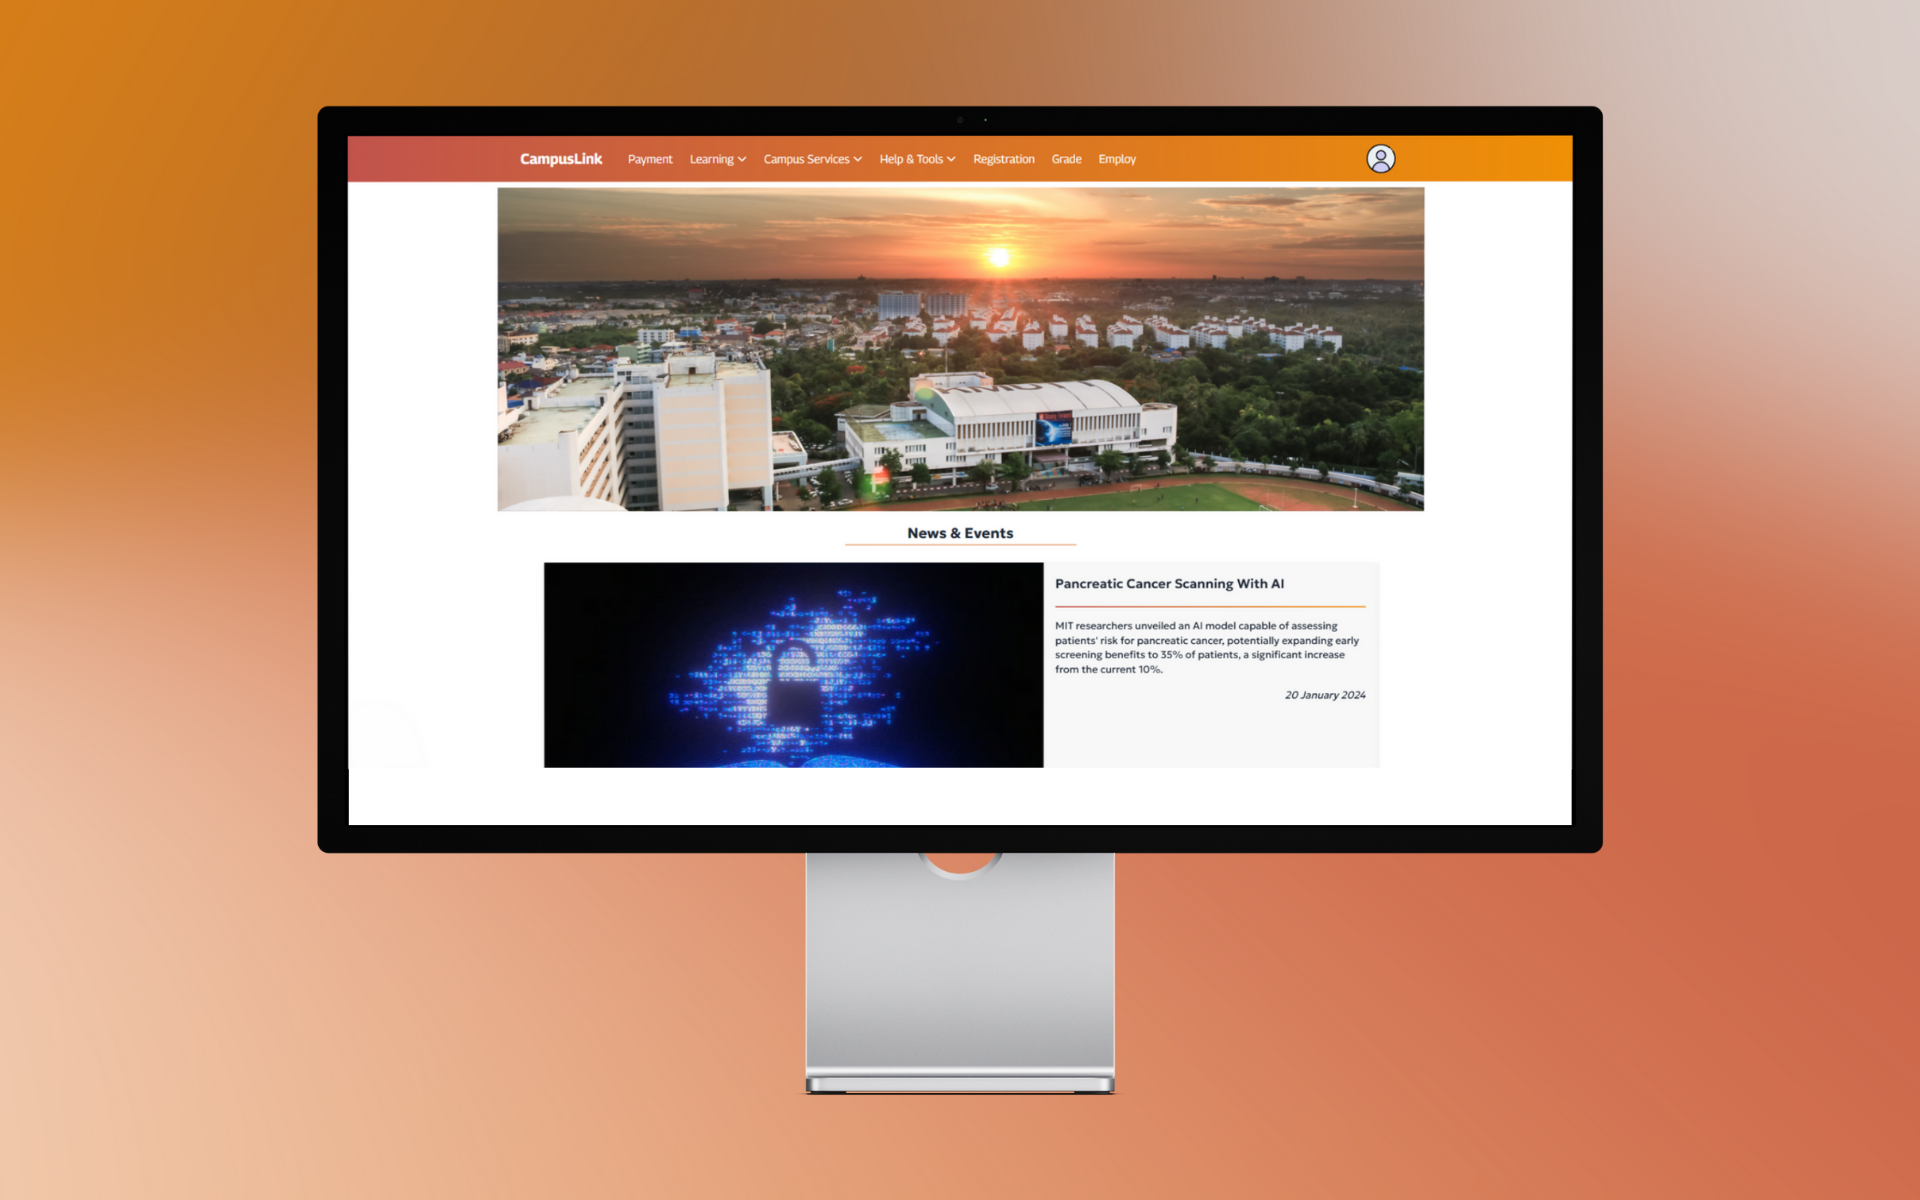 CampusLink Payment Learning Campus Services Help & Tools Registration Grade Employ
KMUTT
News & Events
Pancreatic Cancer Scanning With AI
MIT researchers unveiled an AI model capable of assessing
patients' risk for pancreatic cancer, potentially expanding early
screening benefits to 35% of patients, a significant increase
from the current 10%.
20 January 2024